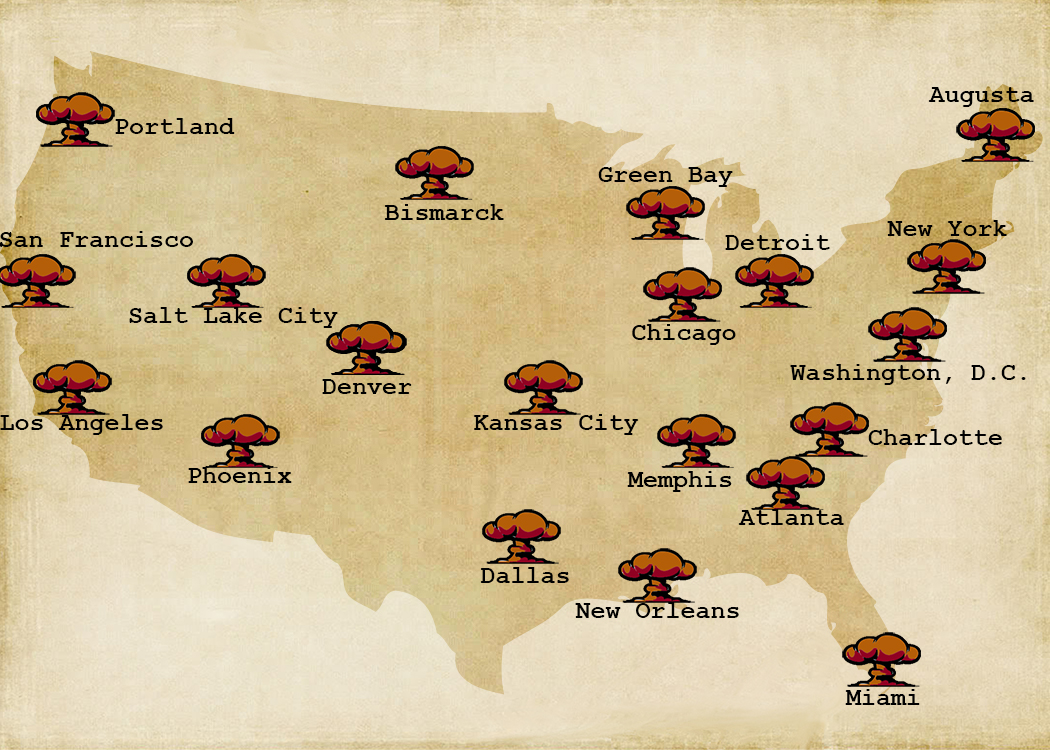 Augusta
Portland
Green Bay
Bismarck
New York
San Francisco
Detroit
Salt Lake City
Chicago
Washington, D.C.
Denver
Los Angeles
Kansas City
Charlotte
Phoenix
Memphis
Atlanta
Dallas
New Orleans
Miami